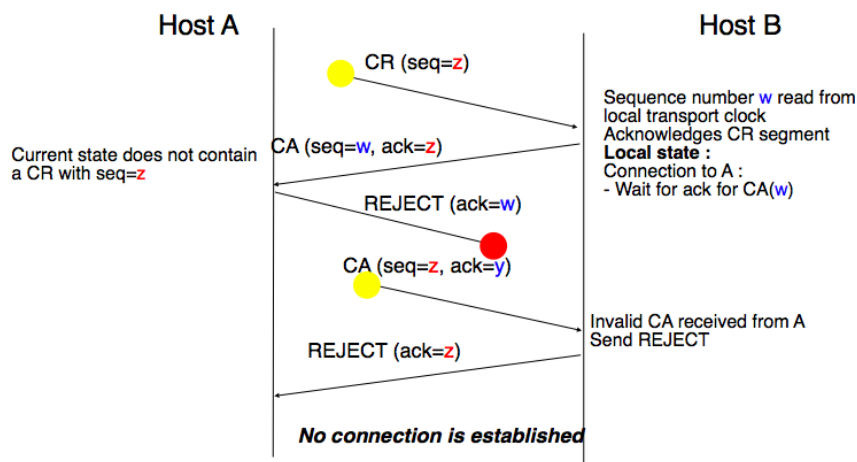 Host A
Host B
CR (seq=z)
Sequence number w read from
local transport clock
Acknowledges CR segment
Local state :
Connection to A :
- Wait for ack for CA(w)
CA (seq=w, ack=z)
Current state does not contain
a CR with seq=z
REJECT (ack=w)
CA (seq=z, ack=y)
Invalid CA received from A
Send REJECT
REJECT (ack=z)
No connection is established